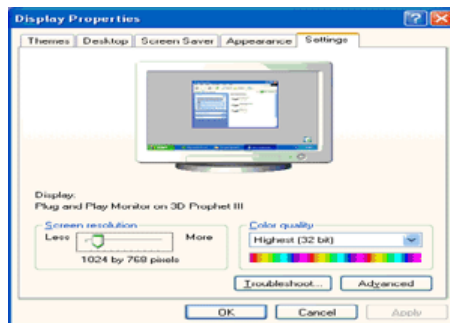 Display Properties
Themes Desktop Screen Saver Appearance Settings
Display:
Plug and Play Monitor on 3D Prophet III
Screen resolution
Less More
1024 by 768 pixels
Color quality
Highest (32 bit)
Troubleshoot... Advanced
OK Cancel Apply